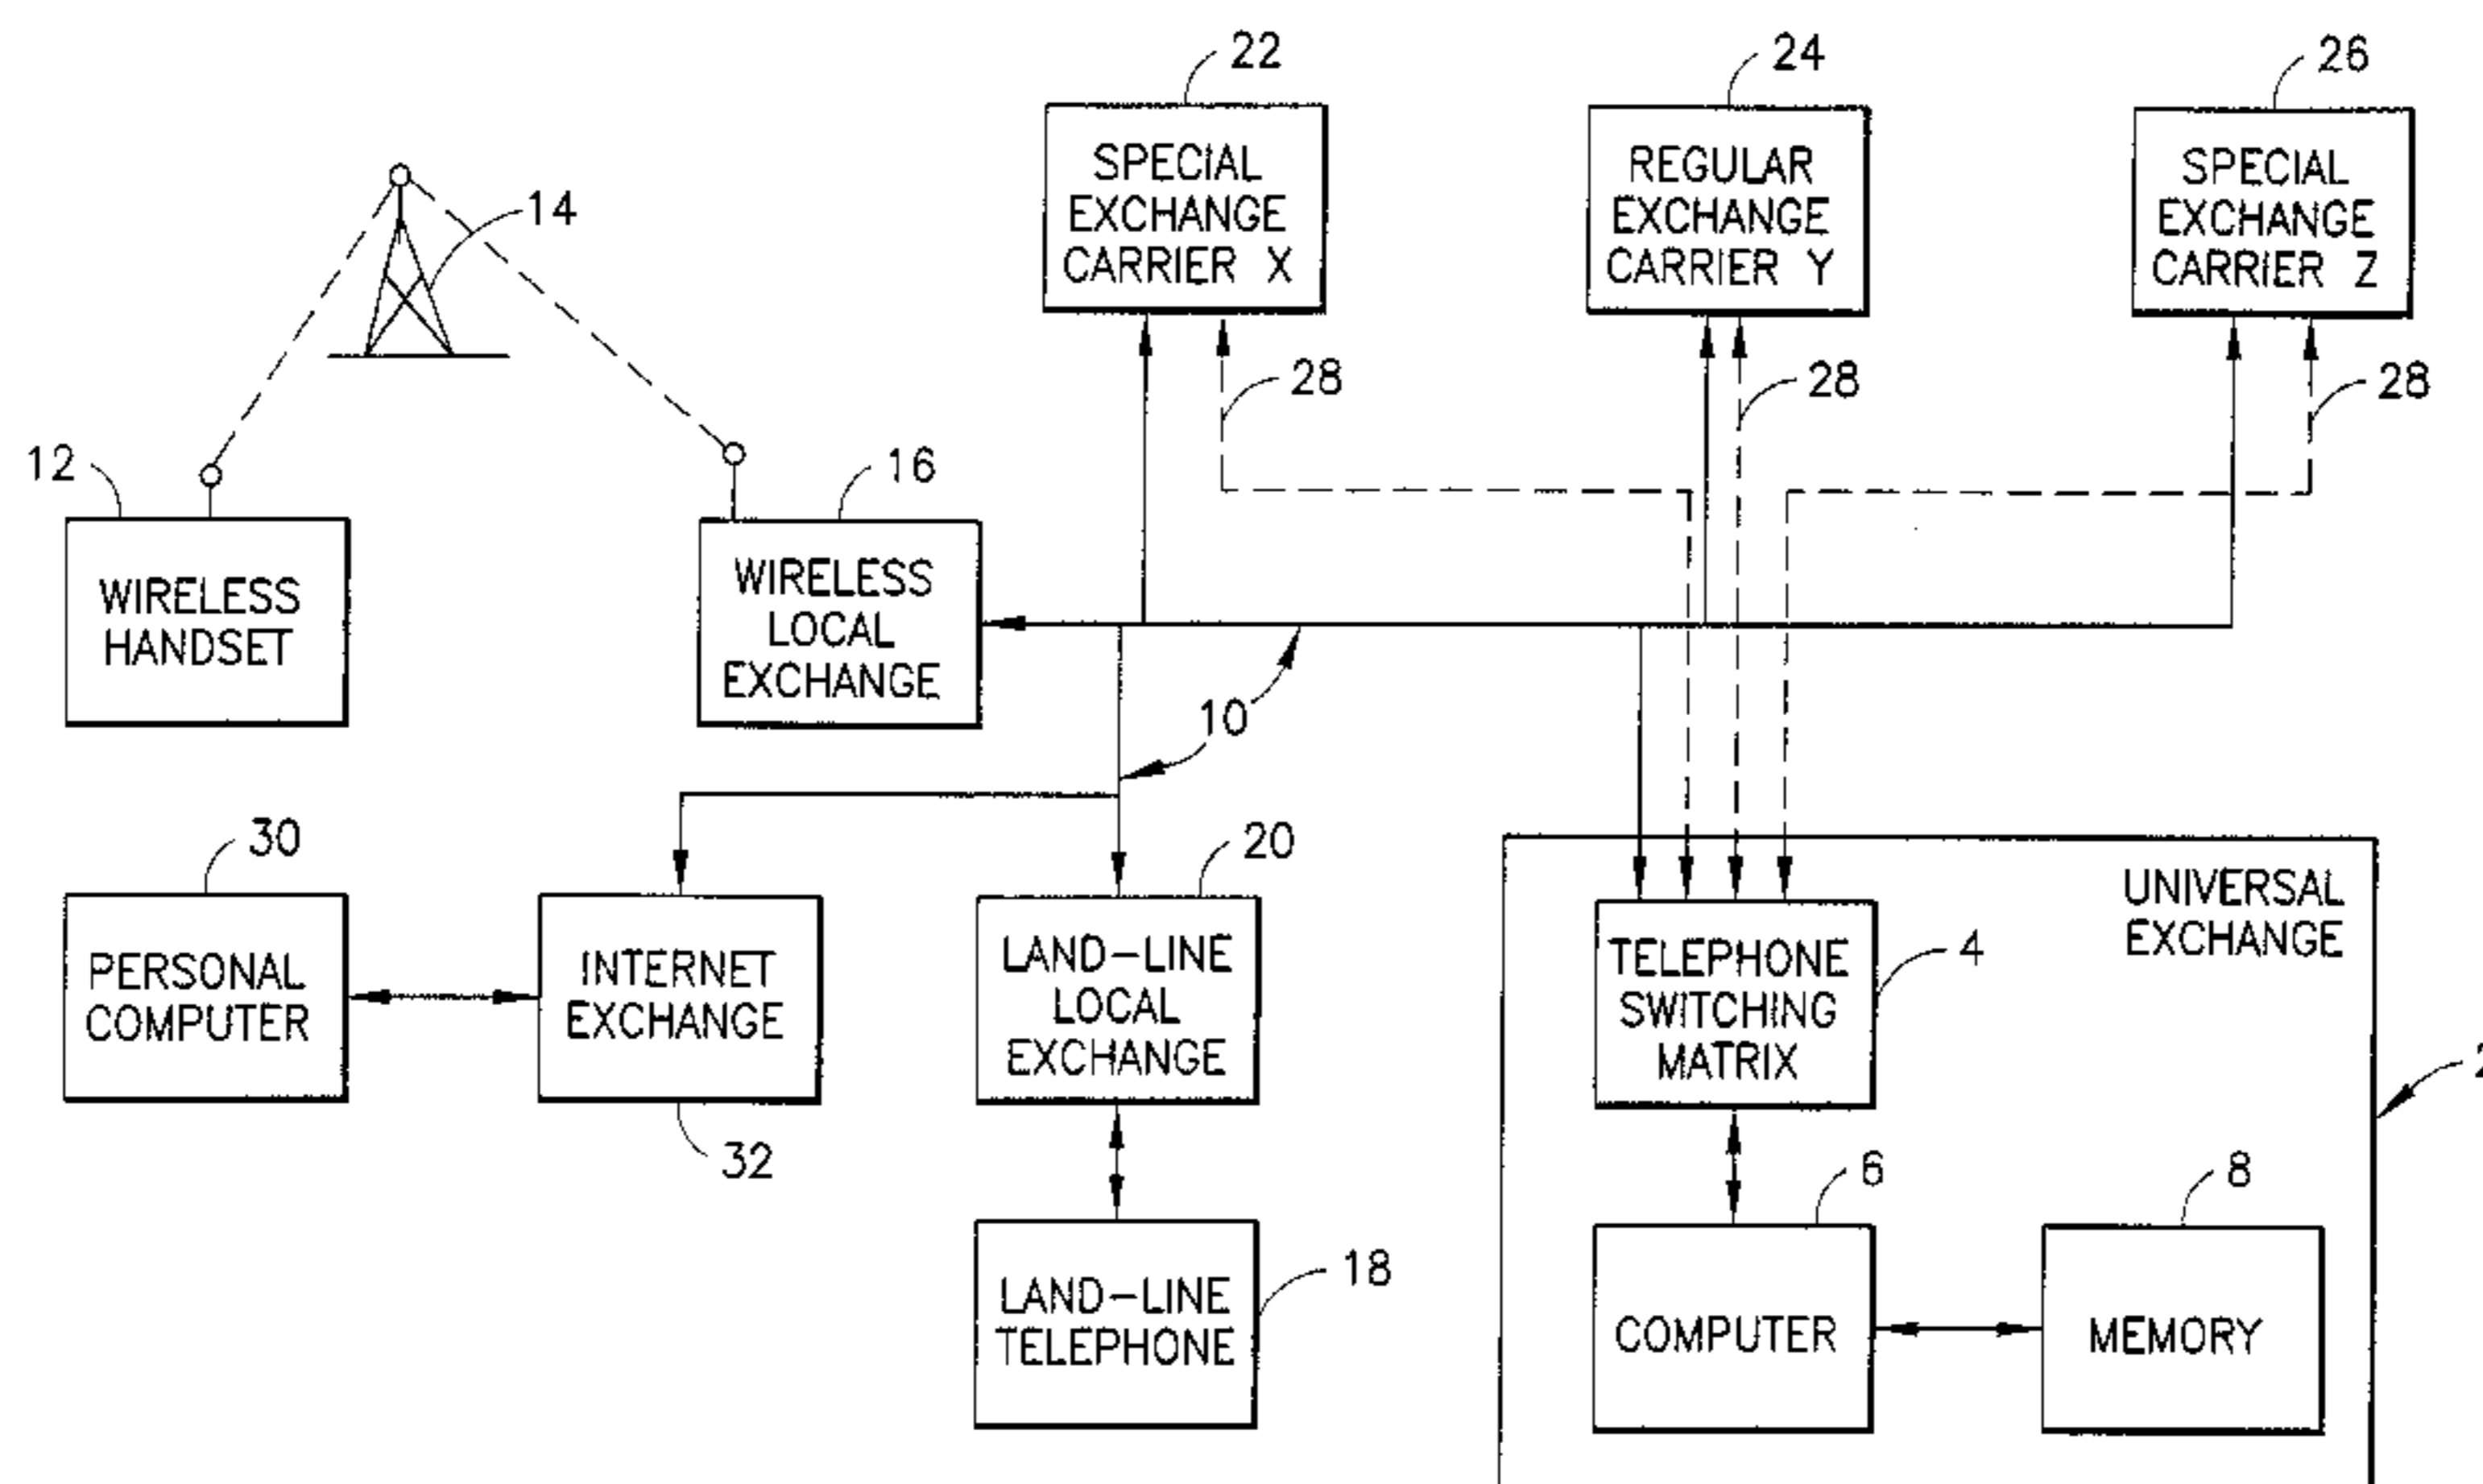 22
24
26
SPECIAL
EXCHANGE
CARRIER X
REGULAR
EXCHANGE
CARRIER Y
SPECIAL
EXCHANGE
CARRIER Z
14
28
28
28
12
16
WIRELESS
HANDSET
WIRELESS
LOCAL
EXCHANGE
10
30
20
UNIVERSAL
EXCHANGE
PERSONAL
COMPUTER
INTERNET
EXCHANGE
LAND-LINE
LOCAL
EXCHANGE
TELEPHONE
SWITCHING
MATRIX
4
2
32
6
8
LAND-LINE
TELEPHONE
18
COMPUTER
MEMORY